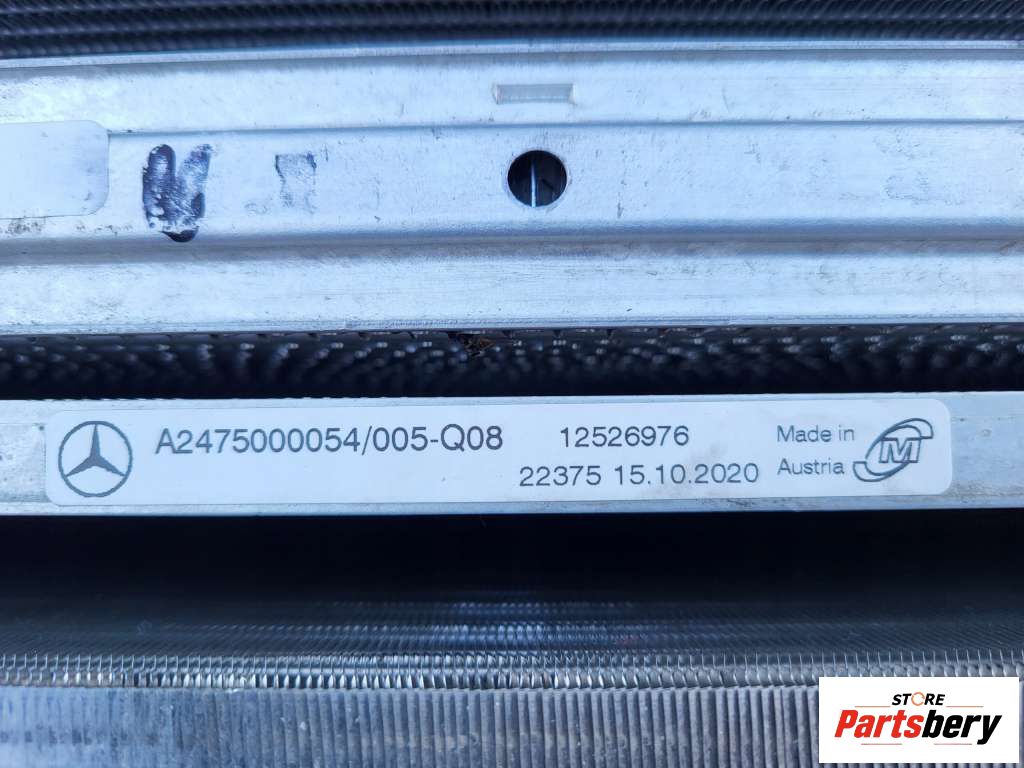 A2475000054/005-Q08 12526976 Made in
22375 15.10.2020 Austria
M
STORE
Partsbery